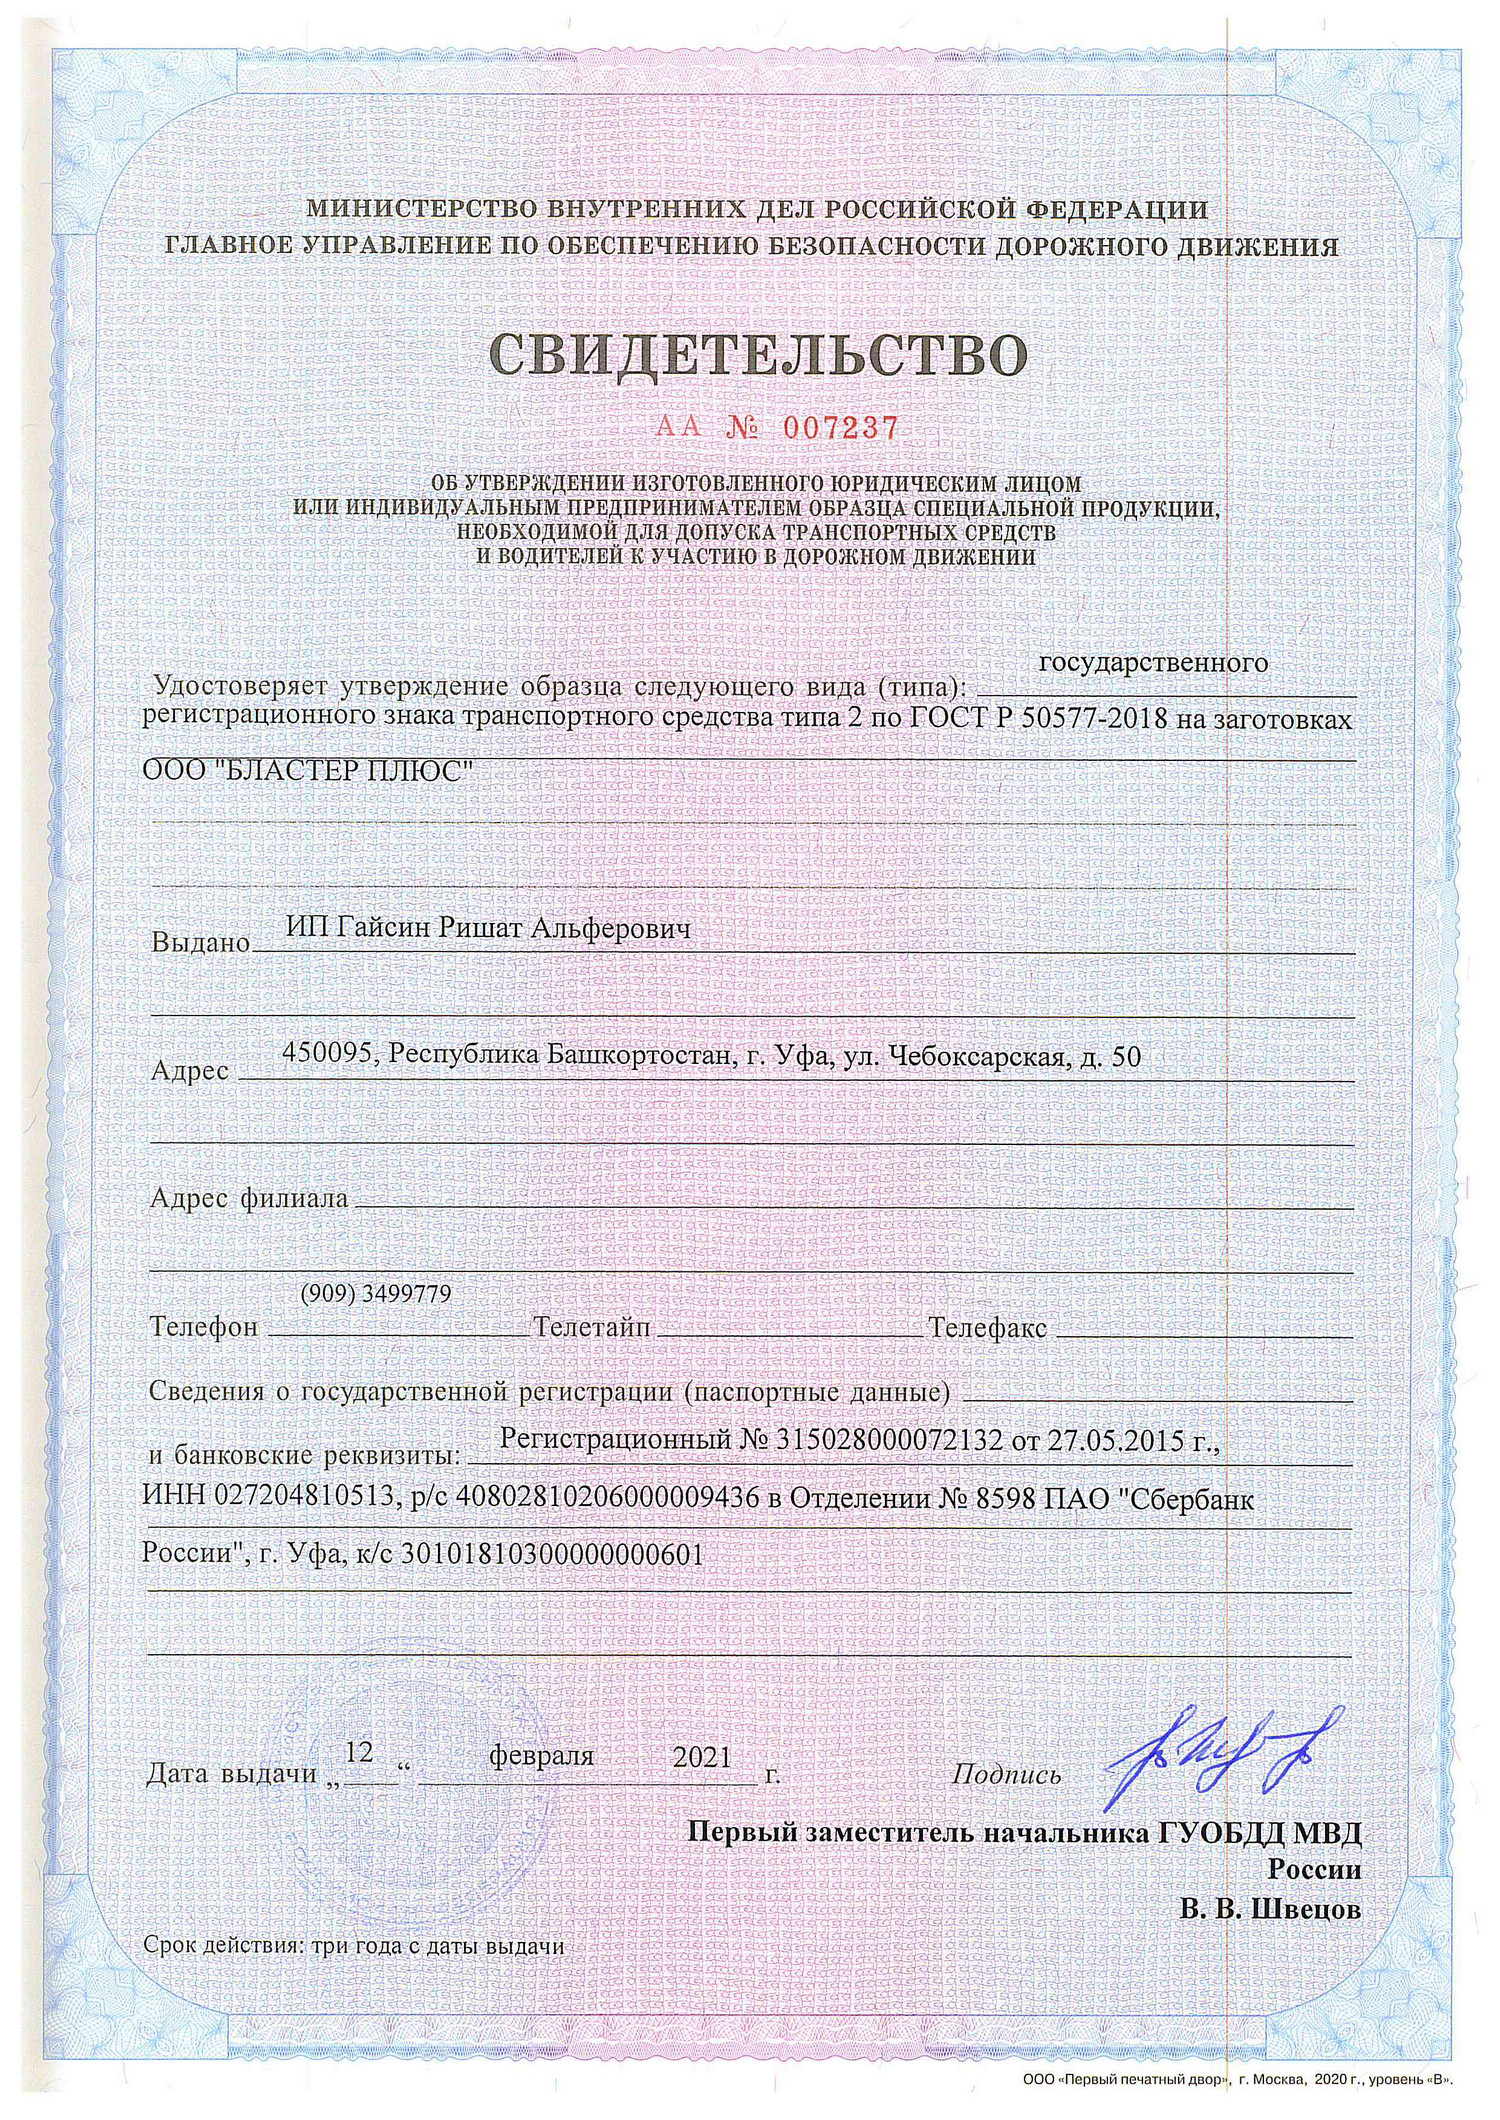 МИНИСТЕРСТВО ВНУТРЕННИХ ДЕЛ РОССИЙСКОЙ ФЕДЕРАЦИИ
ГЛАВНОЕ УПРАВЛЕНИЕ ПО ОБЕСПЕЧЕНИЮ БЕЗОПАСНОСТИ ДОРОЖНОГО ДВИЖЕНИЯ
СВИДЕТЕЛЬСТВО
АА № 007237
ОБ УТВЕРЖДЕНИИ ИЗГОТОВЛЕННОГО ЮРИДИЧЕСКИМ ЛИЦОМ
ИЛИ ИНДИВИДУАЛЬНЫМ ПРЕДПРИНИМАТЕЛЕМ ОБРАЗЦА СПЕЦИАЛЬНОЙ ПРОДУКЦИИ,
НЕОБХОДИМОЙ ДЛЯ ДОПУСКА ТРАНСПОРТНЫХ СРЕДСТВ
И ВОДИТЕЛЕЙ К УЧАСТИЮ В ДОРОЖНОМ ДВИЖЕНИИ
Удостоверяет утверждение образца следующего вида (типа): государственного
регистрационного знака транспортного средства типа 2 по ГОСТ Р 50577-2018 на заготовках
ООО "БЛАСТЕР ПЛЮС"
Выдано ИП Гайсин Ришат Альферович
Адрес 450095, Республика Башкортостан, г. Уфа, ул. Чебоксарская, д. 50
Адрес филиала
Телефон (909) 3499779 Телетайп Телефакс
Сведения о государственной регистрации (паспортные данные)
и банковские реквизиты: Регистрационный № 315028000072132 от 27.05.2015 г.,
ИНН 027204810513, р/с 40802810206000009436 в Отделении № 8598 ПАО "Сбербанк
России", г. Уфа, к/с 30101810300000000601
Дата выдачи „12“ февраля 2021 г. Подпись
Первый заместитель начальника ГУОБДД МВД
России
В. В. Швецов
Срок действия: три года с даты выдачи
ООО «Первый печатный двор», г. Москва, 2020 г., уровень «В».